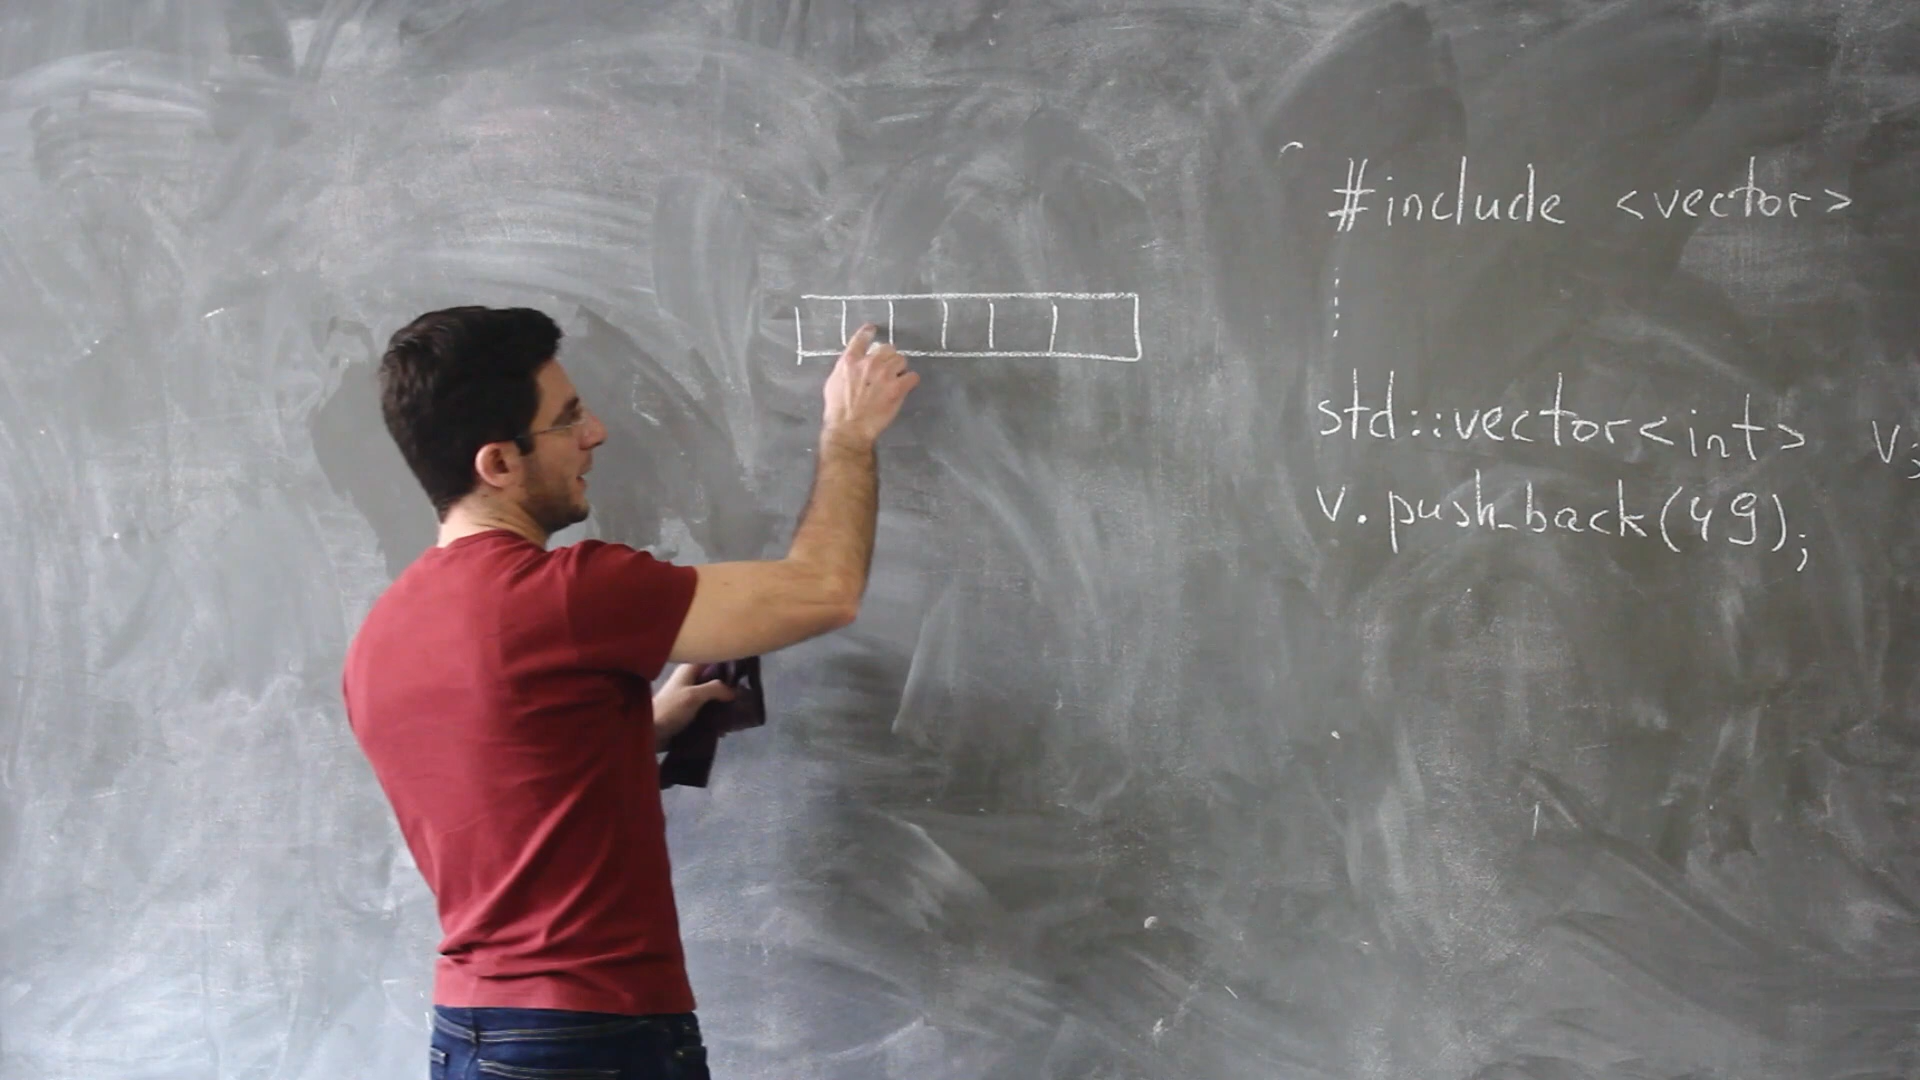 #include <vector>
std::vector<int> v;
v.push_back(49);